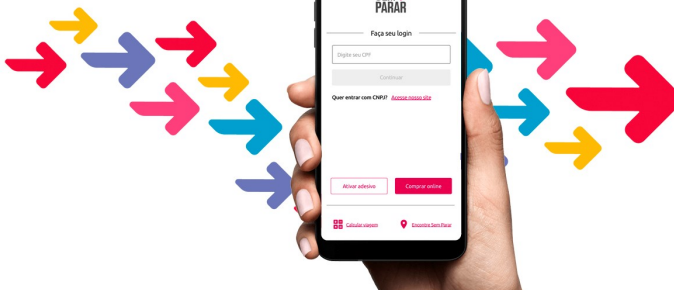 PARAR
Faça seu login
Digite seu CPF
Continuar
Quer entrar com CNPJ? Acesse nosso site
Ativar adesivo Comprar online
Calcular viagem Encontre Sem Parar